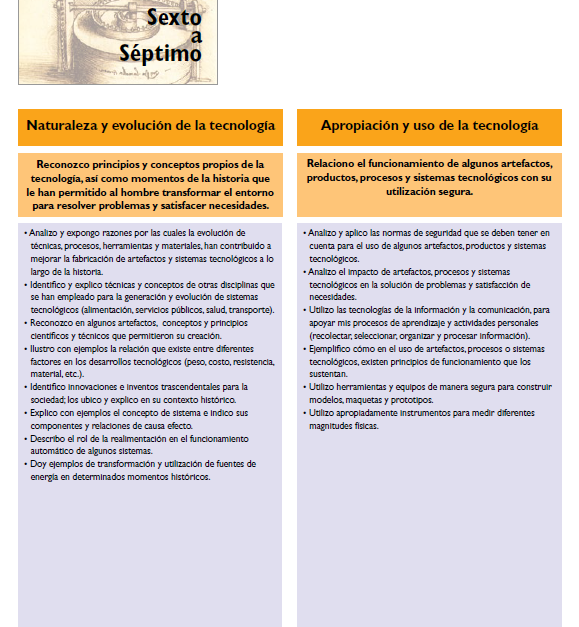 Sexto
a
Séptimo
Naturaleza y evolución de la tecnología
Reconozco principios y conceptos propios de la
tecnología, así como momentos de la historia que
le han permitido al hombre transformar el entorno
para resolver problemas y satisfacer necesidades.
• Analizo y expongo razones por las cuales la evolución de
técnicas, procesos, herramientas y materiales, han contribuido a
mejorar la fabricación de artefactos y sistemas tecnológicos a lo
largo de la historia.
• Identifico y explico técnicas y conceptos de otras disciplinas que
se han empleado para la generación y evolución de sistemas
tecnológicos (alimentación, servicios públicos, salud, transporte).
• Reconozco en algunos artefactos, conceptos y principios
científicos y técnicos que permitieron su creación.
• Ilustro con ejemplos la relación que existe entre diferentes
factores en los desarrollos tecnológicos (peso, costo, resistencia,
material, etc.).
• Identifico innovaciones e inventos trascendentales para la
sociedad; los ubico y explico en su contexto histórico.
• Explico con ejemplos el concepto de sistema e indico sus
componentes y relaciones de causa efecto.
• Describo el rol de la realimentación en el funcionamiento
automático de algunos sistemas.
• Doy ejemplos de transformación y utilización de fuentes de
energía en determinados momentos históricos.
Apropiación y uso de la tecnología
Relaciono el funcionamiento de algunos artefactos,
productos, procesos y sistemas tecnológicos con su
utilización segura.
• Analizo y aplico las normas de seguridad que se deben tener en
cuenta para el uso de algunos artefactos, productos y sistemas
tecnológicos.
• Analizo el impacto de artefactos, procesos y sistemas
tecnológicos en la solución de problemas y satisfacción de
necesidades.
• Utilizo las tecnologías de la información y la comunicación, para
apoyar mis procesos de aprendizaje y actividades personales
(recolectar, seleccionar, organizar y procesar información).
• Ejemplifico cómo en el uso de artefactos, procesos o sistemas
tecnológicos, existen principios de funcionamiento que los
sustentan.
• Utilizo herramientas y equipos de manera segura para construir
modelos, maquetas y prototipos.
• Utilizo apropiadamente instrumentos para medir diferentes
magnitudes físicas.